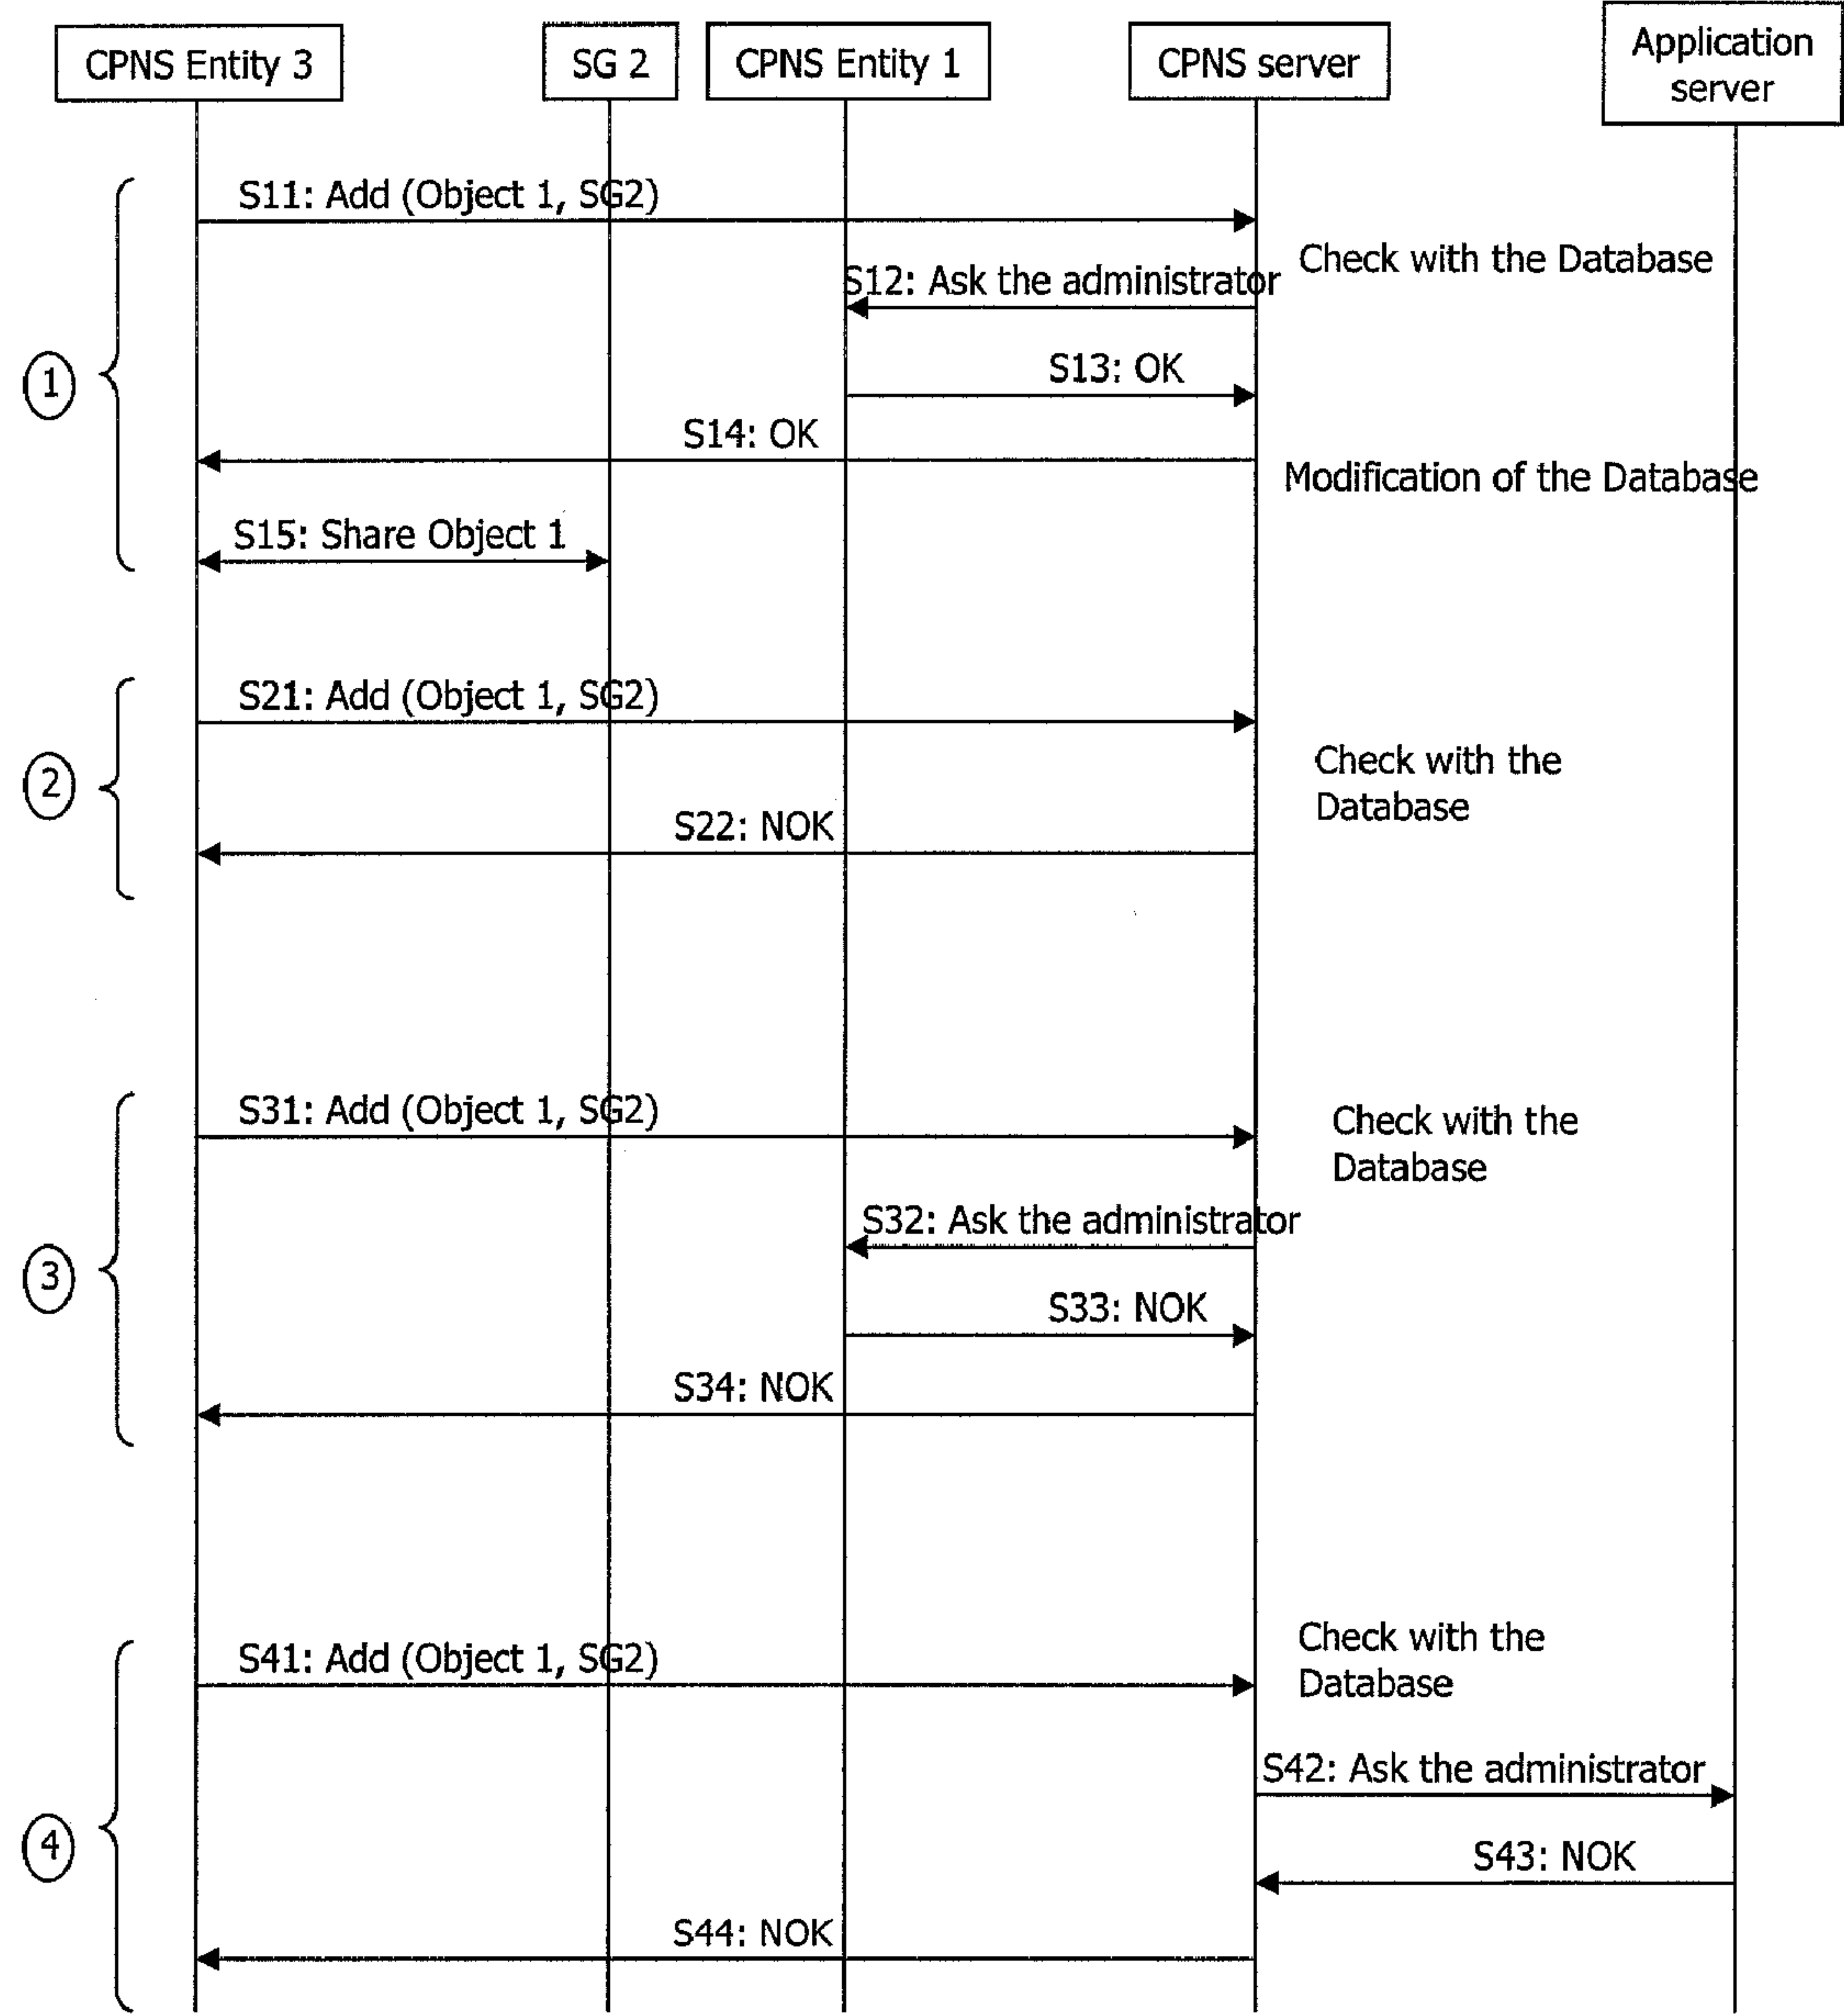 CPNS Entity 3
SG 2
CPNS Entity 1
CPNS server
Application
server
S11: Add (Object 1, SG2)
Check with the Database
S12: Ask the administrator
S13: OK
1
S14: OK
Modification of the Database
S15: Share Object 1
S21: Add (Object 1, SG2)
Check with the
Database
2
S22: NOK
S31: Add (Object 1, SG2)
Check with the
Database
S32: Ask the administrator
3
S33: NOK
S34: NOK
S41: Add (Object 1, SG2)
Check with the
Database
S42: Ask the administrator
4
S43: NOK
S44: NOK